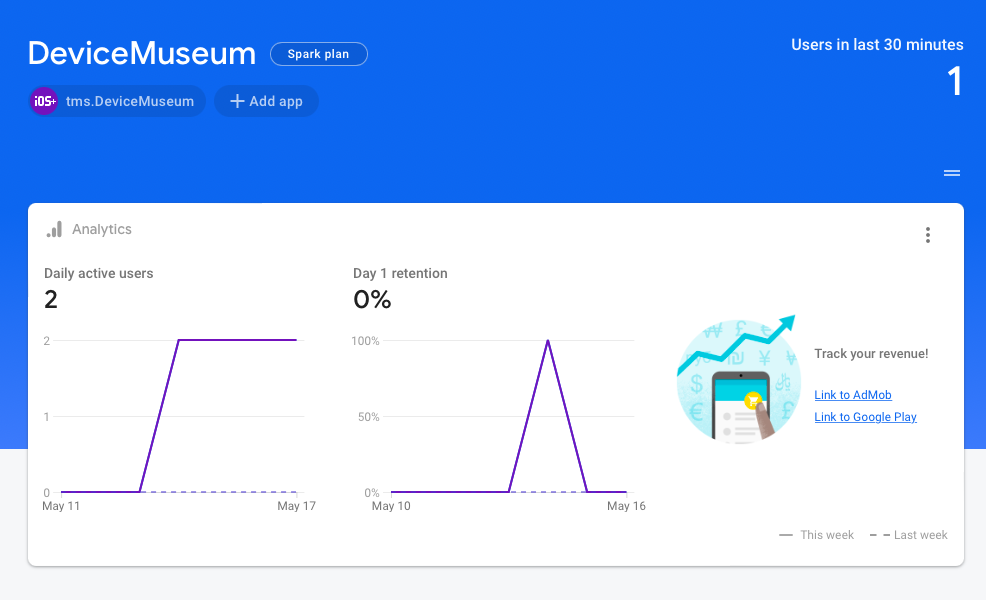 DeviceMuseum
Spark plan
Users in last 30 minutes
1
iOS+
tms.DeviceMuseum
Add app
Analytics
Daily active users
2
2
1
0
May 11
May 17
Day 1 retention
0%
100%
50%
0%
May 10
May 16
Track your revenue!
Link to AdMob
Link to Google Play
This week
Last week